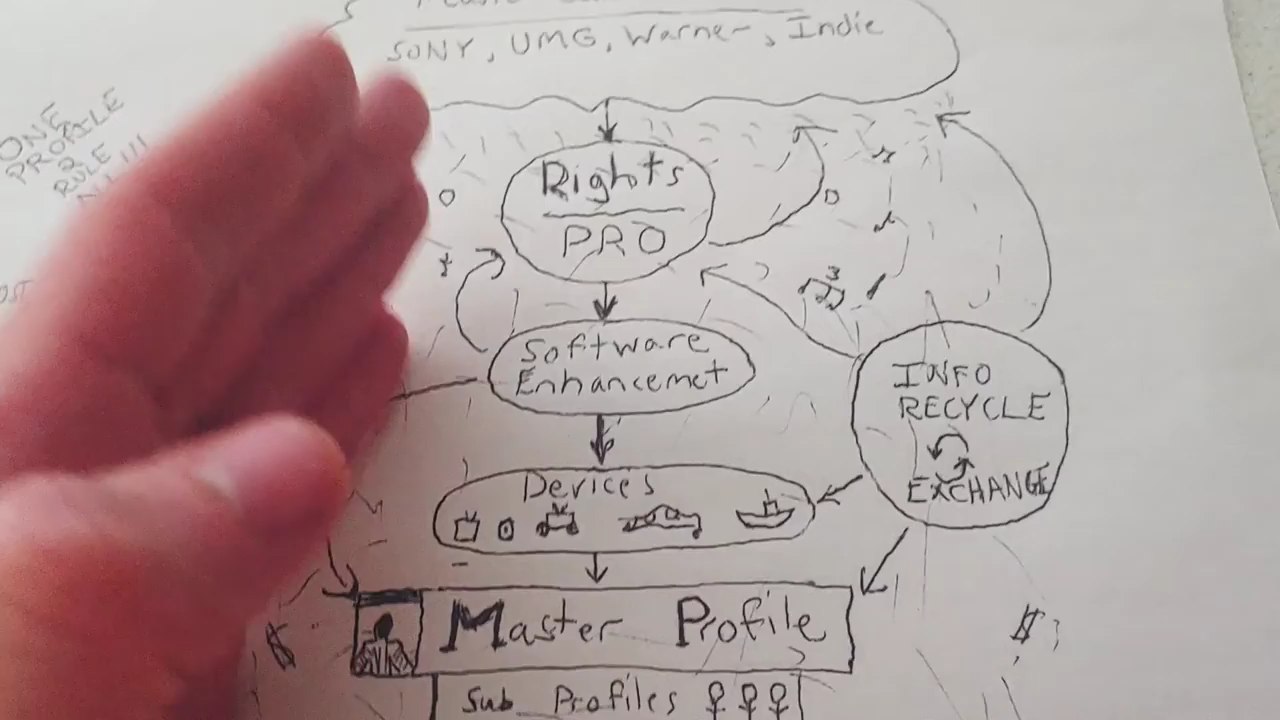 SONY, UMG, Warner, Indie
ONE
PROFILE
2
RULE
Rights
PRO
Software
Enhancemet
INFO
RECYCLE
EXCHANGE
Devices
Master Profile
Sub Profiles
$
$